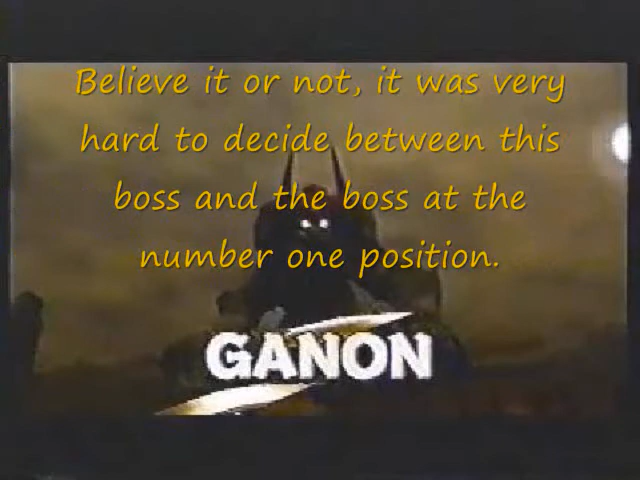 Believe it or not, it was very
hard to decide between this
boss and the boss at the
number one position.
GANON